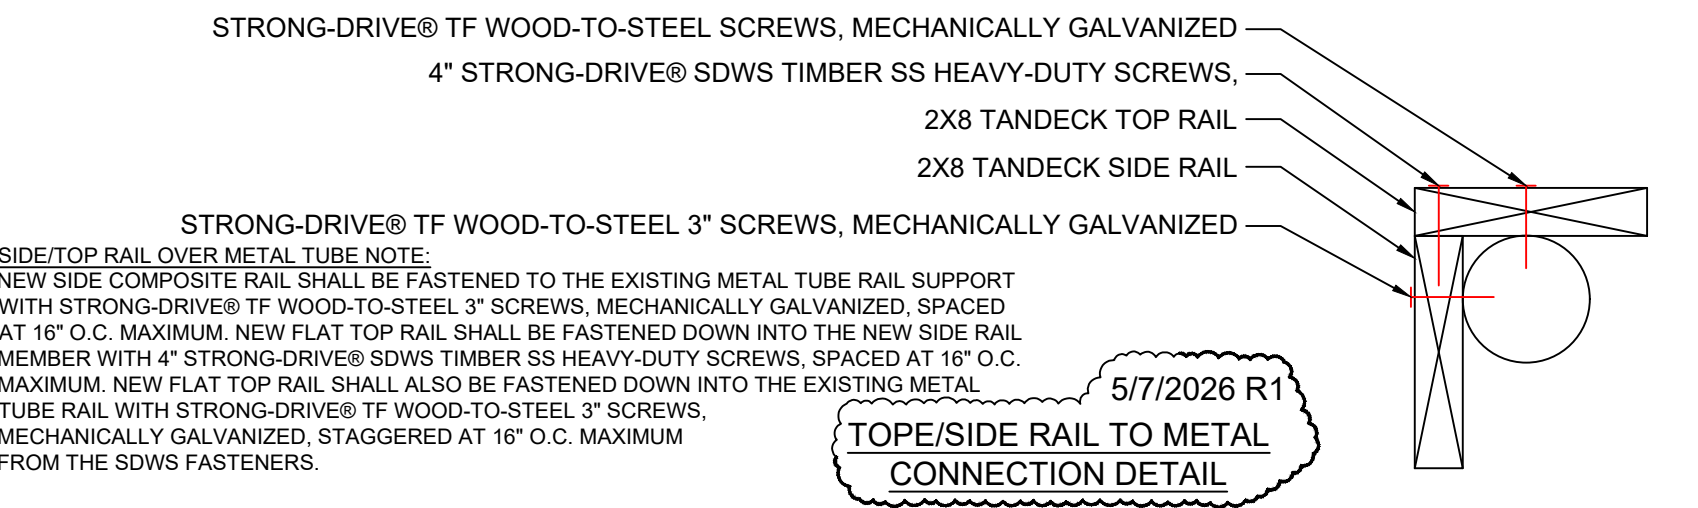 STRONG-DRIVE® TF WOOD-TO-STEEL SCREWS, MECHANICALLY GALVANIZED
4" STRONG-DRIVE® SDWS TIMBER SS HEAVY-DUTY SCREWS,
2X8 TANDECK TOP RAIL
2X8 TANDECK SIDE RAIL
STRONG-DRIVE® TF WOOD-TO-STEEL 3" SCREWS, MECHANICALLY GALVANIZED
SIDE/TOP RAIL OVER METAL TUBE NOTE:
NEW SIDE COMPOSITE RAIL SHALL BE FASTENED TO THE EXISTING METAL TUBE RAIL SUPPORT
WITH STRONG-DRIVE® TF WOOD-TO-STEEL 3" SCREWS, MECHANICALLY GALVANIZED, SPACED
AT 16" O.C. MAXIMUM. NEW FLAT TOP RAIL SHALL BE FASTENED DOWN INTO THE NEW SIDE RAIL
MEMBER WITH 4" STRONG-DRIVE® SDWS TIMBER SS HEAVY-DUTY SCREWS, SPACED AT 16" O.C.
MAXIMUM. NEW FLAT TOP RAIL SHALL ALSO BE FASTENED DOWN INTO THE EXISTING METAL
TUBE RAIL WITH STRONG-DRIVE® TF WOOD-TO-STEEL 3" SCREWS,
MECHANICALLY GALVANIZED, STAGGERED AT 16" O.C. MAXIMUM
FROM THE SDWS FASTENERS.
5/7/2026 R1
TOPE/SIDE RAIL TO METAL
CONNECTION DETAIL